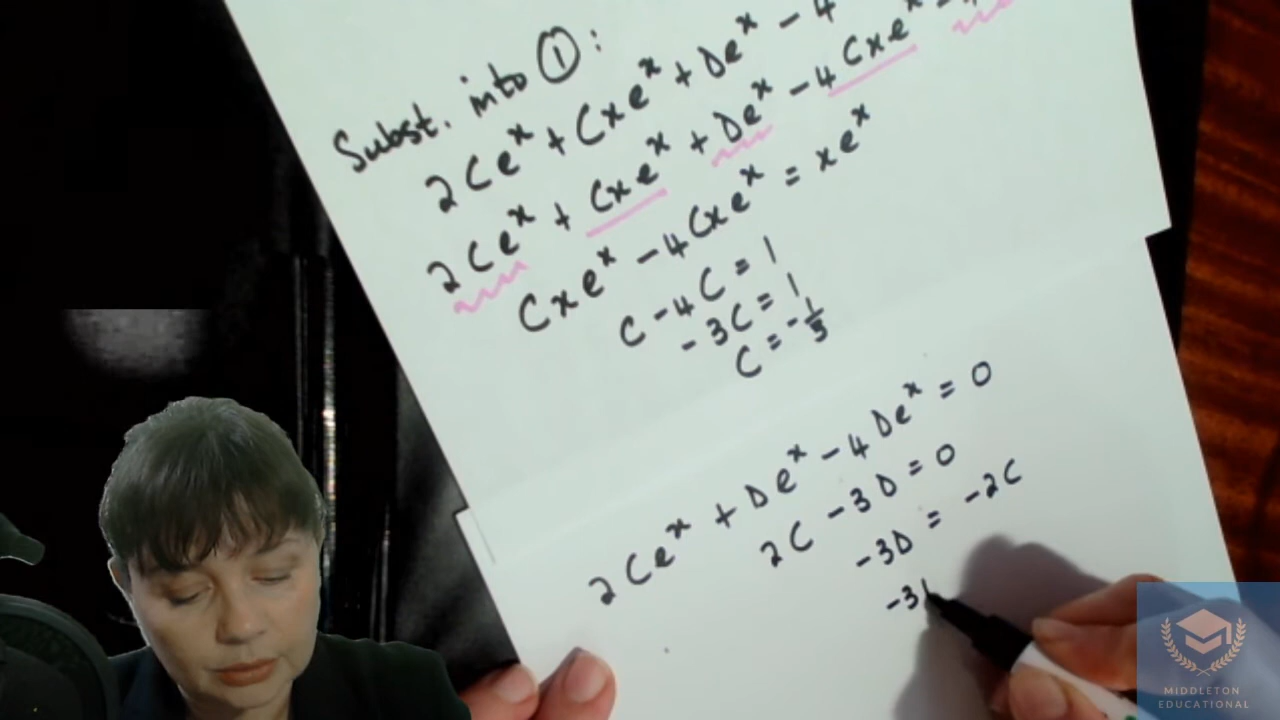 Subst. into ①:
2Ce^x + Cxe^x + De^x - 4
2Ce^x + Cxe^x + De^x - 4Cxe^x -
Cxe^x - 4Cxe^x = xe^x
C - 4C = 1
-3C = 1
C = -1/3
2Ce^x + De^x - 4De^x = 0
2C - 3D = 0
-3D = -2C
-3
MIDDLETON
EDUCATIONAL